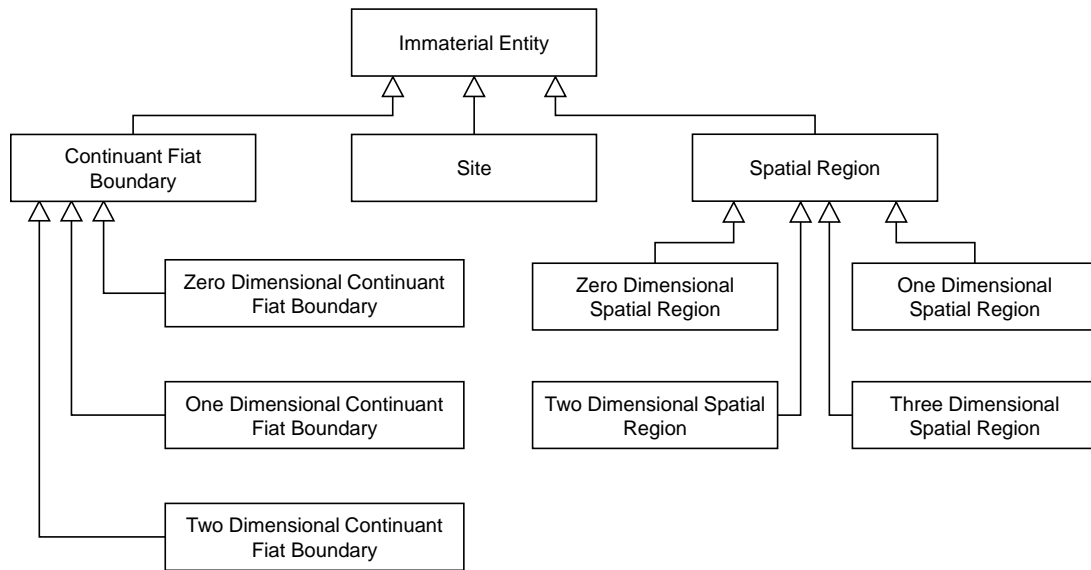 Immaterial Entity
Continuant Fiat
Boundary
Site
Spatial Region
Zero Dimensional Continuant
Fiat Boundary
Zero Dimensional
Spatial Region
One Dimensional
Spatial Region
One Dimensional Continuant
Fiat Boundary
Two Dimensional Spatial
Region
Three Dimensional
Spatial Region
Two Dimensional Continuant
Fiat Boundary